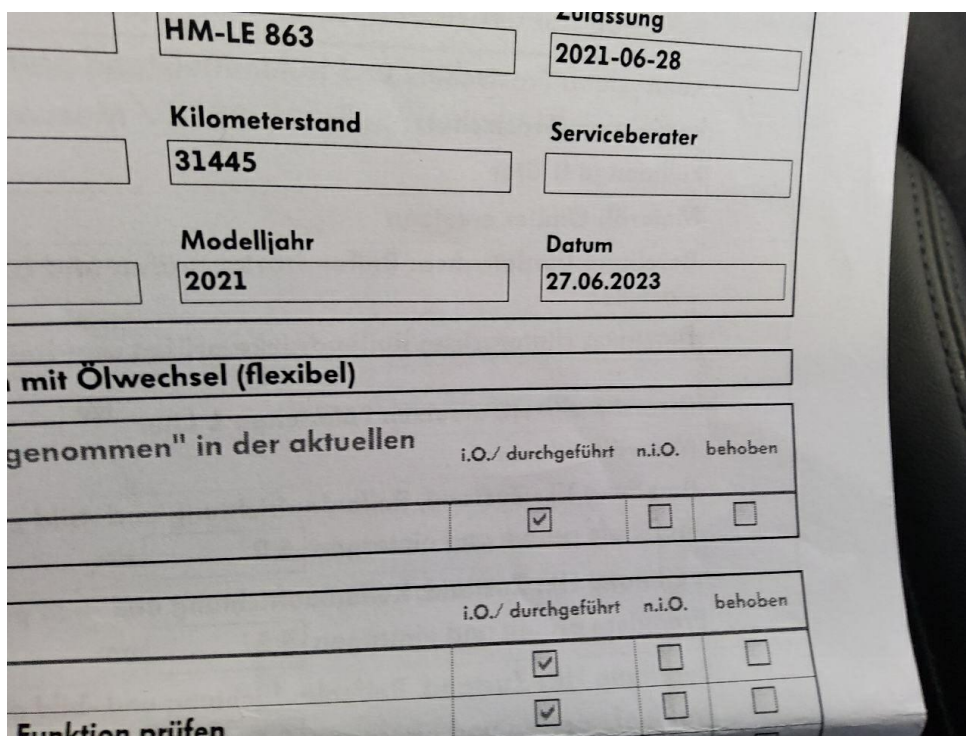 HM-LE 863
Zulassung
2021-06-28
Kilometerstand
31445
Serviceberater
Modelljahr
2021
Datum
27.06.2023
mit Ölwechsel (flexibel)
genommen" in der aktuellen
i.O./ durchgeführt n.i.O. behoben
i.O./ durchgeführt n.i.O. behoben
Funktion prüfen